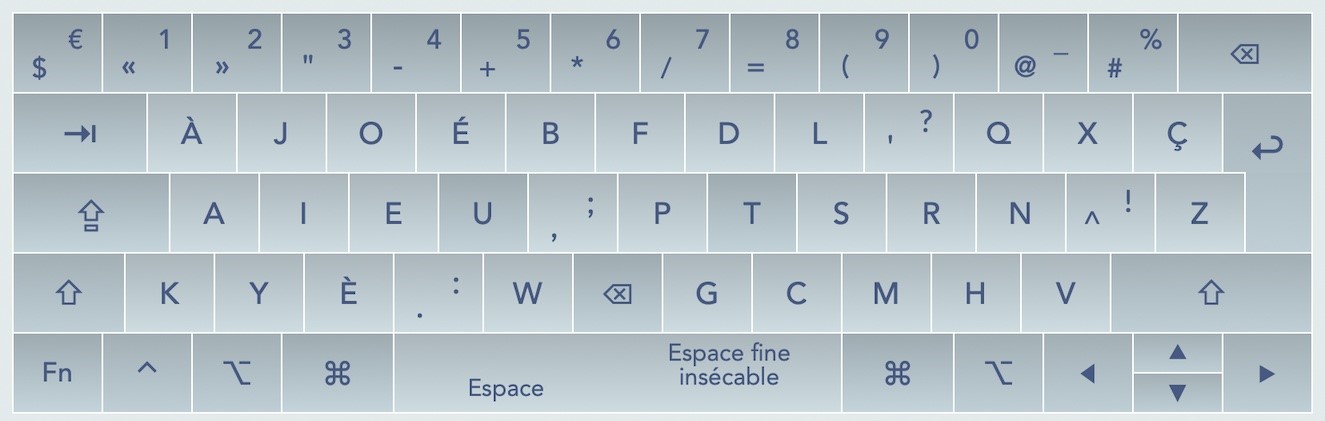 € 1 2 3 4 5 6 7 8 9 0 _ %
$ « » " - + * / = ( ) @ # ⌫
⇥ À J O É B F D L ' ? Q X Ç ↩
⇪ A I E U , ; P T S R N ^ ! Z
⇧ K Y È . : W ⌫ G C M H V ⇧
Fn ^ ⌥ ⌘ Espace Espace fine insécable ⌘ ⌥ ◀ ▲ ▼ ▶